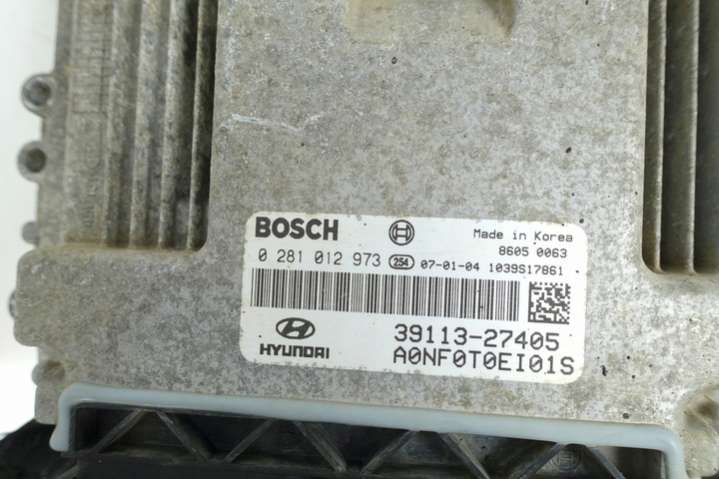 BOSCH Made in Korea
8605 0063
0 281 012 973 254 07-01-04 1039S17861
39113-27405
HYUNDAI A0NF0T0EI01S